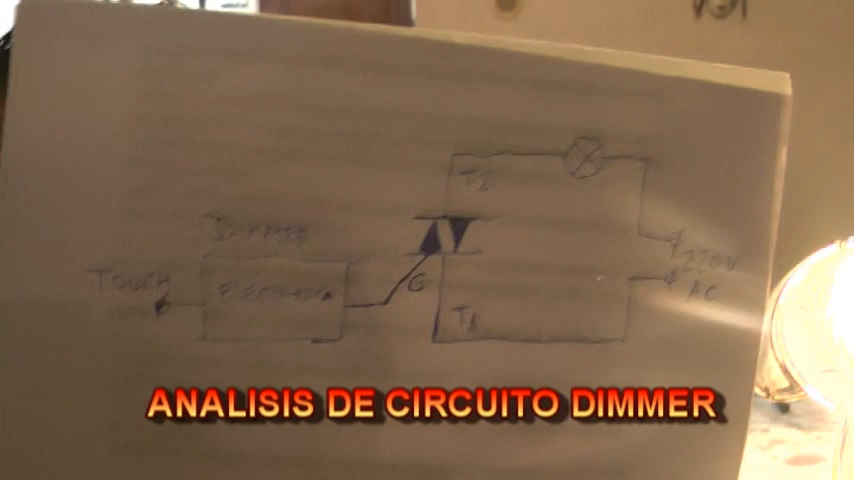 T2
DIMMER
TOUCH
ELECTRONICA
G
220V
AC
T1
ANALISIS DE CIRCUITO DIMMER